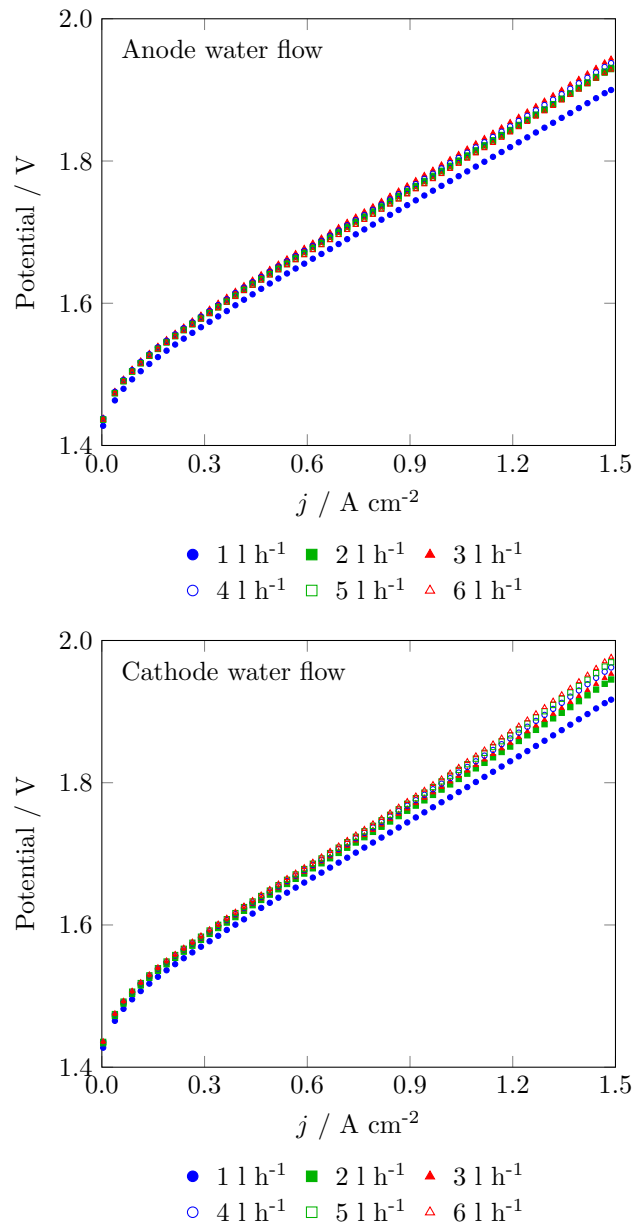 2.0
Anode water flow
1.8
1.6
1.4
Potential / V
0.0 0.3 0.6 0.9 1.2 1.5
j / A cm⁻²
1 l h⁻¹ 2 l h⁻¹ 3 l h⁻¹
4 l h⁻¹ 5 l h⁻¹ 6 l h⁻¹
2.0
Cathode water flow
1.8
1.6
1.4
Potential / V
0.0 0.3 0.6 0.9 1.2 1.5
j / A cm⁻²
1 l h⁻¹ 2 l h⁻¹ 3 l h⁻¹
4 l h⁻¹ 5 l h⁻¹ 6 l h⁻¹